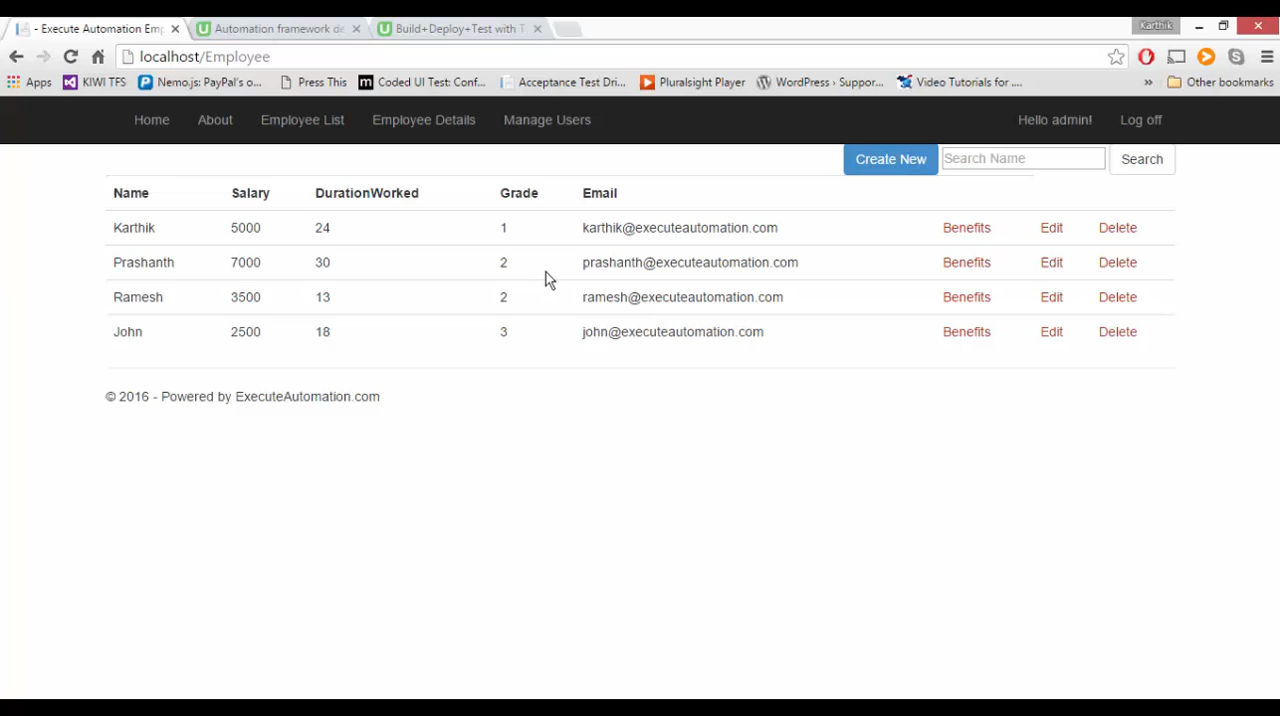 - Execute Automation Emp
Automation framework de
Build+Deploy+Test with T
Karthik
localhost/Employee
Apps KIWI TFS Nemo.js: PayPal's o... Press This Coded UI Test: Conf... Acceptance Test Dri... Pluralsight Player WordPress › Suppor... Video Tutorials for .... » Other bookmarks
Home About Employee List Employee Details Manage Users Hello admin! Log off
Create New Search Name Search
Name Salary DurationWorked Grade Email
Karthik 5000 24 1 karthik@executeautomation.com Benefits Edit Delete
Prashanth 7000 30 2 prashanth@executeautomation.com Benefits Edit Delete
Ramesh 3500 13 2 ramesh@executeautomation.com Benefits Edit Delete
John 2500 18 3 john@executeautomation.com Benefits Edit Delete
© 2016 - Powered by ExecuteAutomation.com